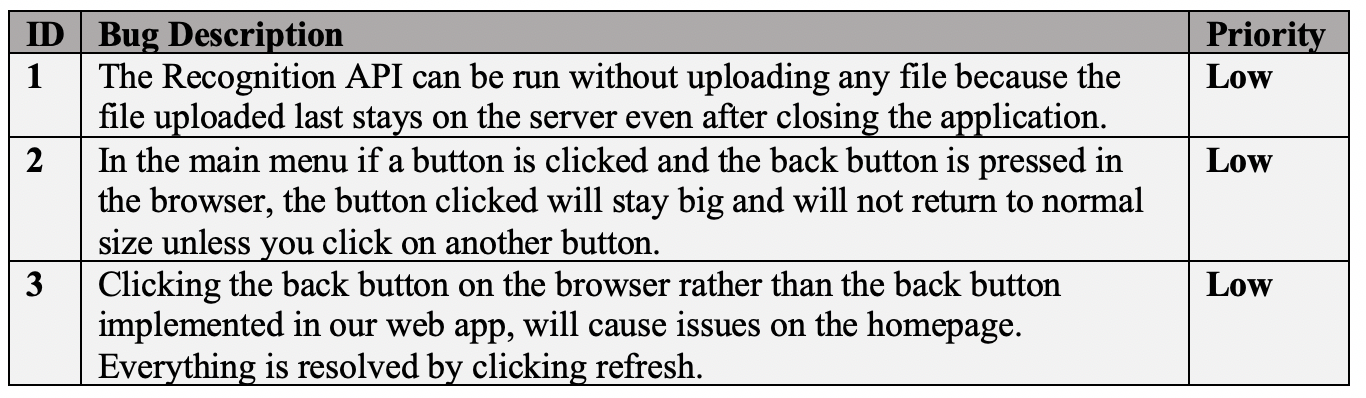 ID Bug Description Priority
1 The Recognition API can be run without uploading any file because the Low
file uploaded last stays on the server even after closing the application.
2 In the main menu if a button is clicked and the back button is pressed in Low
the browser, the button clicked will stay big and will not return to normal
size unless you click on another button.
3 Clicking the back button on the browser rather than the back button Low
implemented in our web app, will cause issues on the homepage.
Everything is resolved by clicking refresh.